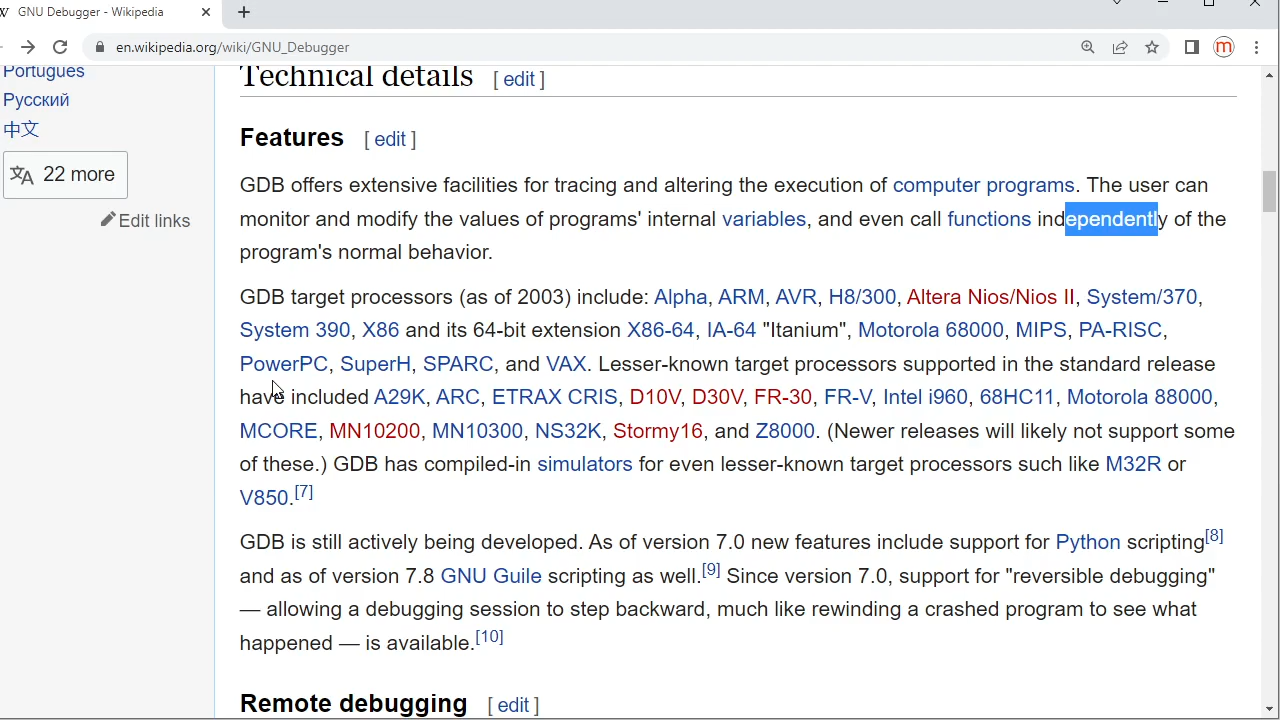 W GNU Debugger - Wikipedia
en.wikipedia.org/wiki/GNU_Debugger
m
Português
Русский
中文
文A 22 more
Edit links
Technical details [ edit ]
Features [ edit ]
GDB offers extensive facilities for tracing and altering the execution of computer programs. The user can
monitor and modify the values of programs' internal variables, and even call functions independently of the
program's normal behavior.
GDB target processors (as of 2003) include: Alpha, ARM, AVR, H8/300, Altera Nios/Nios II, System/370,
System 390, X86 and its 64-bit extension X86-64, IA-64 "Itanium", Motorola 68000, MIPS, PA-RISC,
PowerPC, SuperH, SPARC, and VAX. Lesser-known target processors supported in the standard release
have included A29K, ARC, ETRAX CRIS, D10V, D30V, FR-30, FR-V, Intel i960, 68HC11, Motorola 88000,
MCORE, MN10200, MN10300, NS32K, Stormy16, and Z8000. (Newer releases will likely not support some
of these.) GDB has compiled-in simulators for even lesser-known target processors such like M32R or
V850.[7]
GDB is still actively being developed. As of version 7.0 new features include support for Python scripting[8]
and as of version 7.8 GNU Guile scripting as well.[9] Since version 7.0, support for "reversible debugging"
— allowing a debugging session to step backward, much like rewinding a crashed program to see what
happened — is available.[10]
Remote debugging [ edit ]